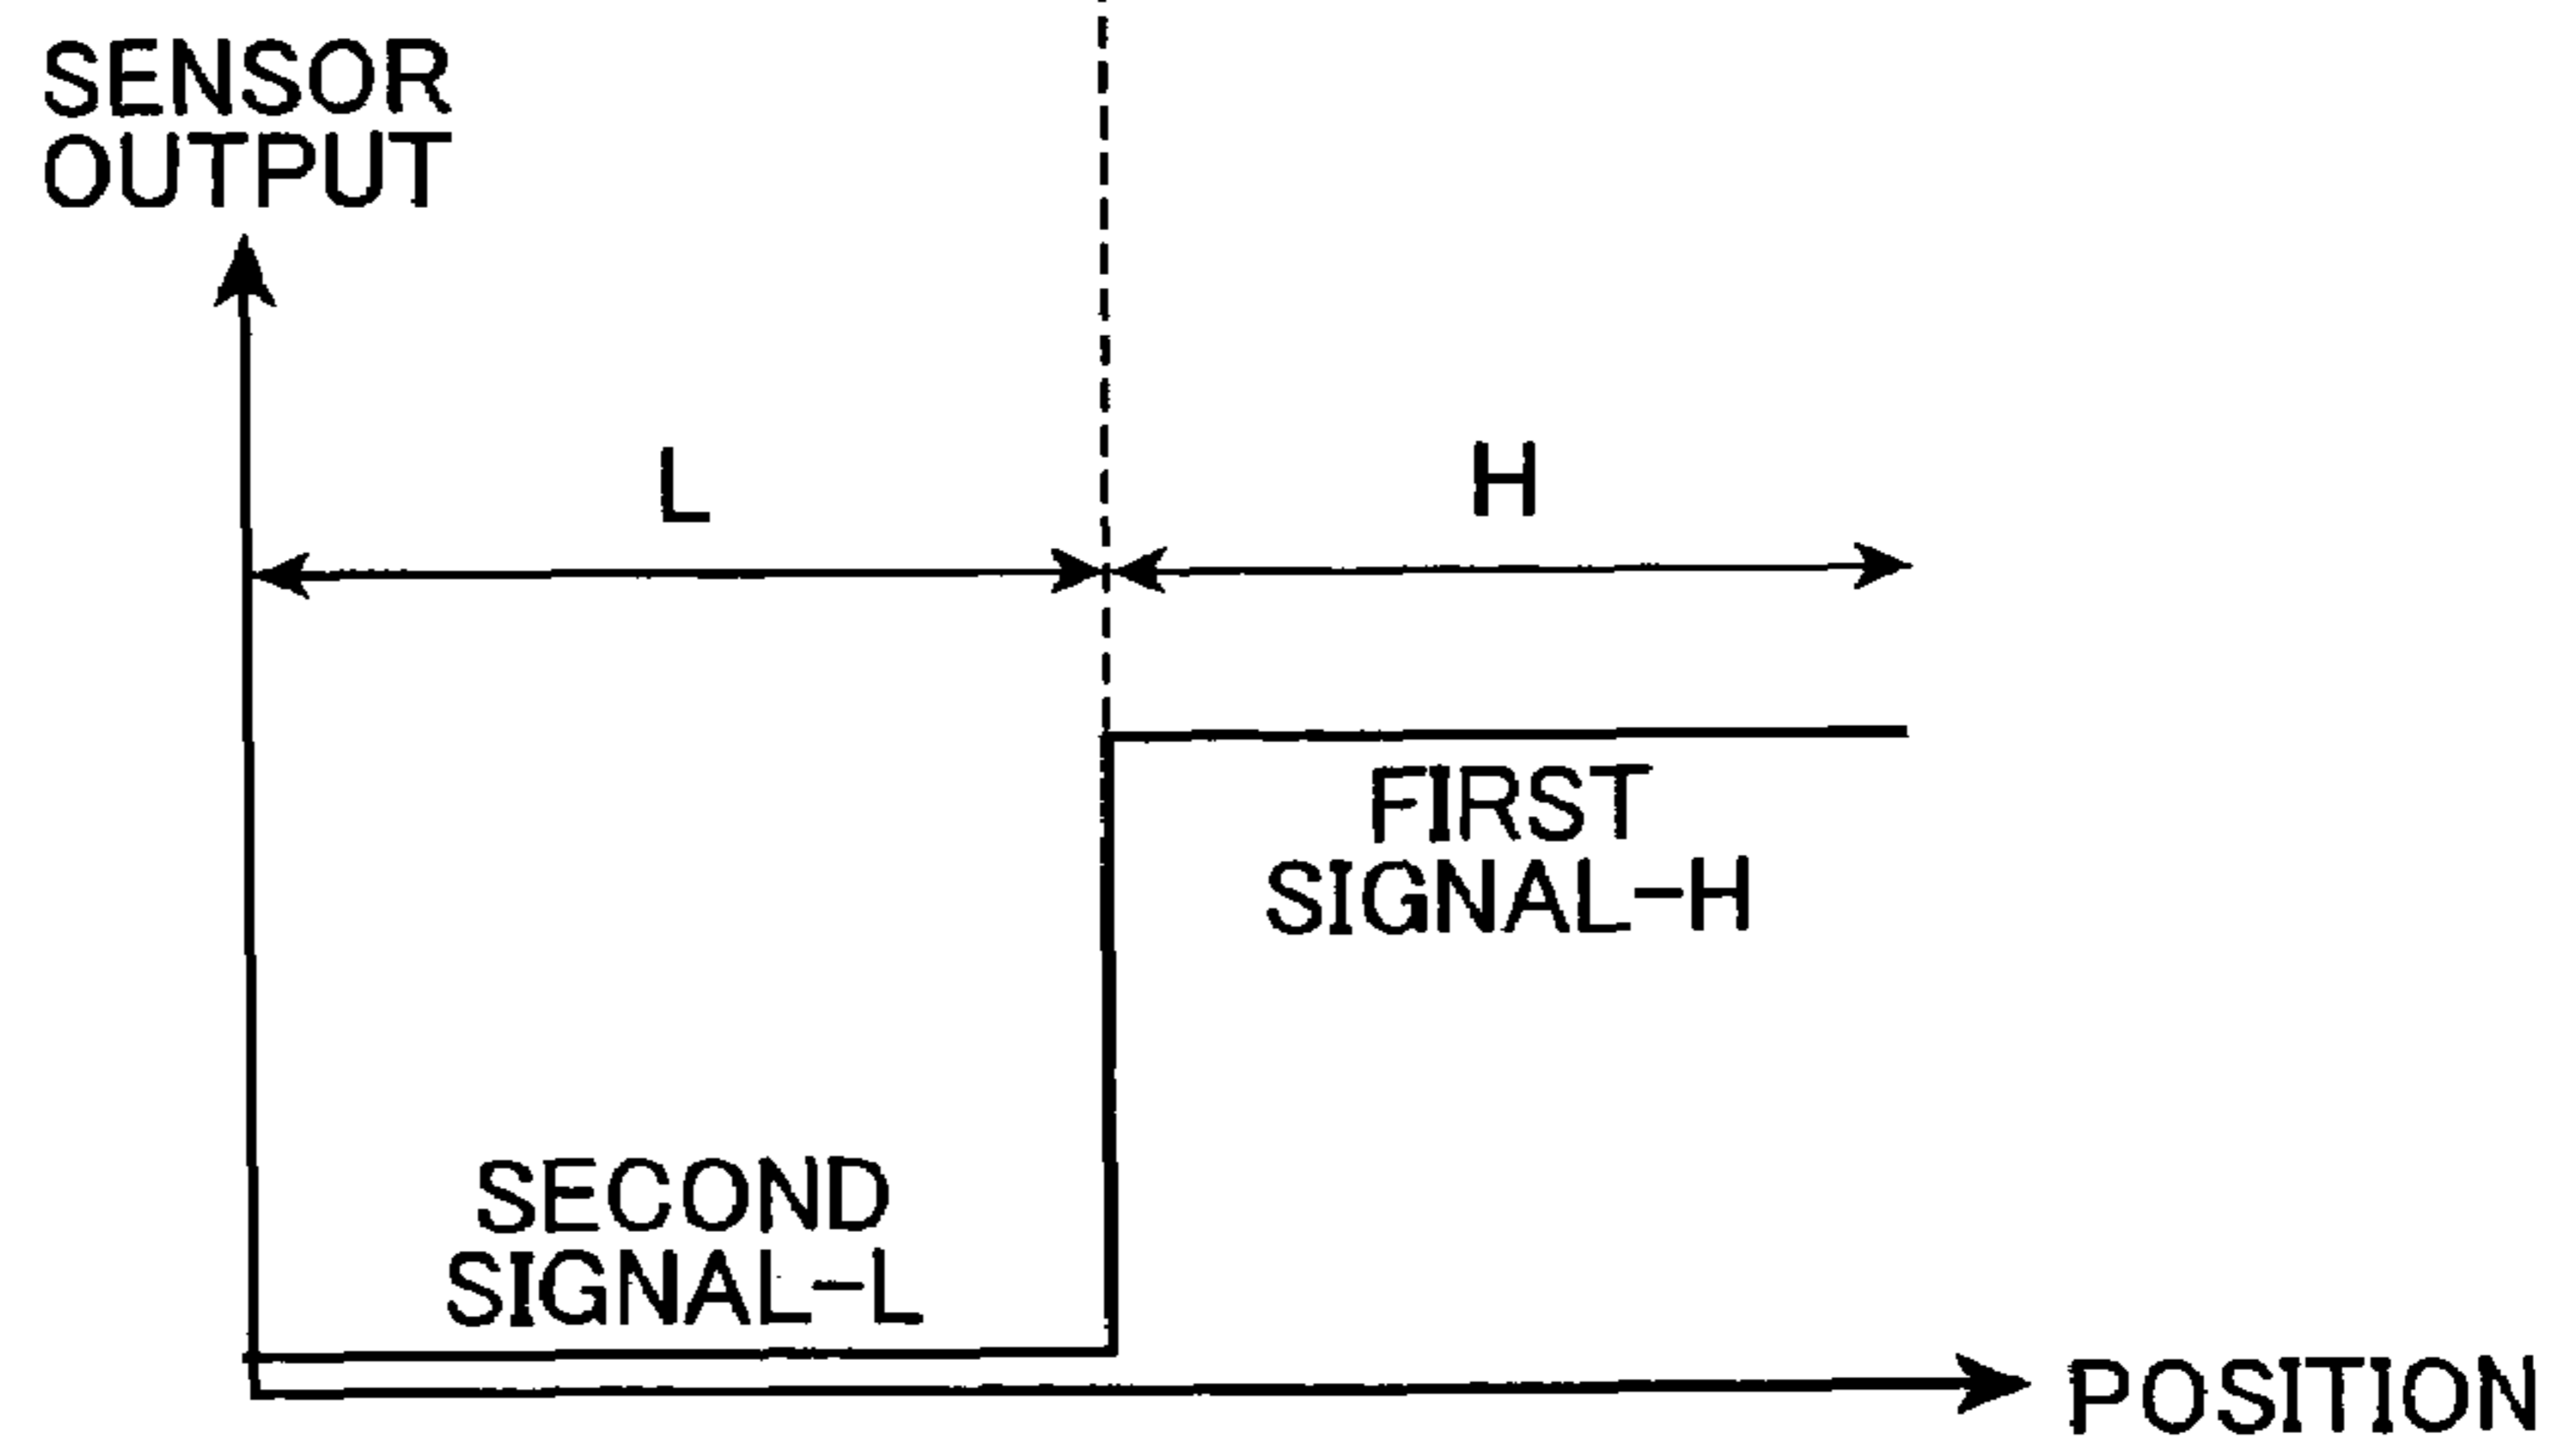 SENSOR
OUTPUT
L
H
FIRST
SIGNAL-H
SECOND
SIGNAL-L
POSITION